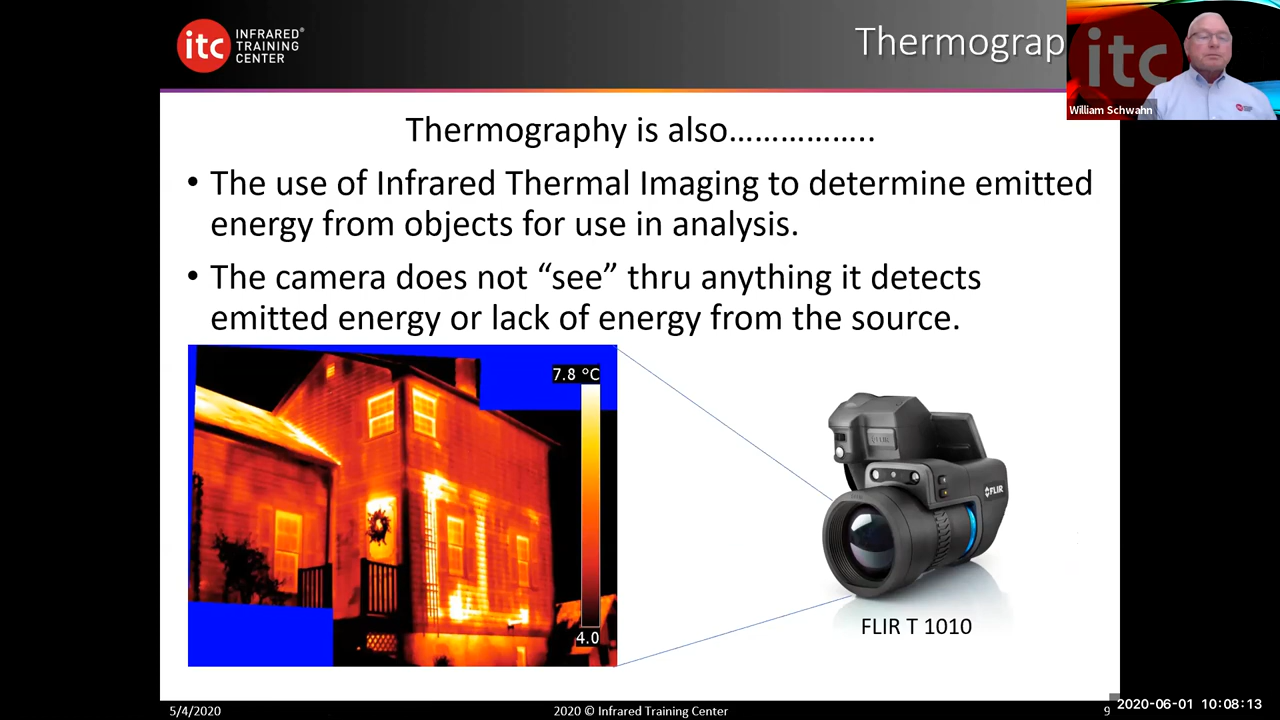 itc INFRARED®
TRAINING
CENTER
Thermograp
itc
William Schwahn
Thermography is also……………..
• The use of Infrared Thermal Imaging to determine emitted
energy from objects for use in analysis.
• The camera does not “see” thru anything it detects
emitted energy or lack of energy from the source.
7.8 °C
4.0
FLIR
FLIR T 1010
5/4/2020
2020 © Infrared Training Center
9
2020-06-01 10:08:13